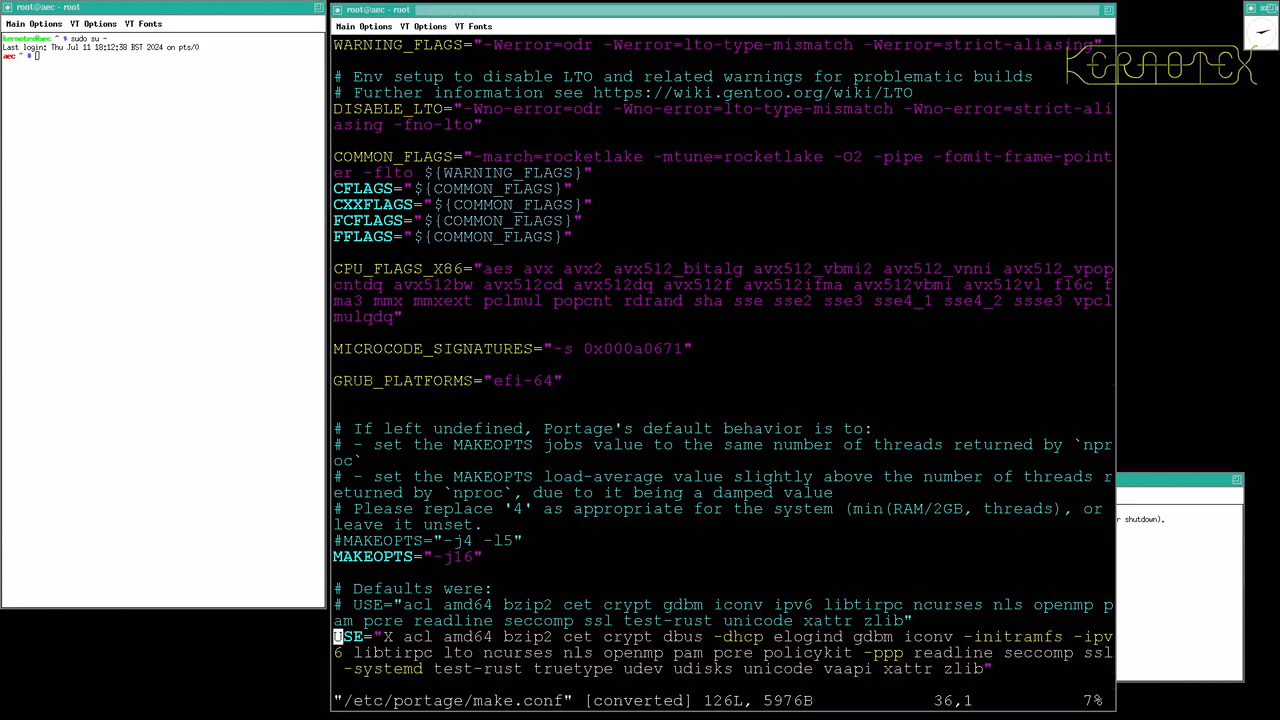 root@aec - root
Main Options  VT Options  VT Fonts
kernotex@aec ~ $ sudo su -
Last login: Thu Jul 11 18:12:38 BST 2024 on pts/0
aec ~ #
root@aec - root
Main Options  VT Options  VT Fonts
WARNING_FLAGS="-Werror=odr -Werror=lto-type-mismatch -Werror=strict-aliasing"
# Env setup to disable LTO and related warnings for problematic builds
# Further information see https://wiki.gentoo.org/wiki/LTO
DISABLE_LTO="-Wno-error=odr -Wno-error=lto-type-mismatch -Wno-error=strict-ali
asing -fno-lto"
COMMON_FLAGS="-march=rocketlake -mtune=rocketlake -O2 -pipe -fomit-frame-point
er -flto ${WARNING_FLAGS}"
CFLAGS="${COMMON_FLAGS}"
CXXFLAGS="${COMMON_FLAGS}"
FCFLAGS="${COMMON_FLAGS}"
FFLAGS="${COMMON_FLAGS}"
CPU_FLAGS_X86="aes avx avx2 avx512_bitalg avx512_vbmi2 avx512_vnni avx512_vpop
cntdq avx512bw avx512cd avx512dq avx512f avx512ifma avx512vbmi avx512vl f16c f
ma3 mmx mmxext pclmul popcnt rdrand sha sse sse2 sse3 sse4_1 sse4_2 ssse3 vpcl
mulqdq"
MICROCODE_SIGNATURES="-s 0x000a0671"
GRUB_PLATFORMS="efi-64"
# If left undefined, Portage's default behavior is to:
# - set the MAKEOPTS jobs value to the same number of threads returned by `npr
oc`
# - set the MAKEOPTS load-average value slightly above the number of threads r
eturned by `nproc`, due to it being a damped value
# Please replace '4' as appropriate for the system (min(RAM/2GB, threads), or
leave it unset.
#MAKEOPTS="-j4 -l5"
MAKEOPTS="-j16"
# Defaults were:
# USE="acl amd64 bzip2 cet crypt gdbm iconv ipv6 libtirpc ncurses nls openmp p
am pcre readline seccomp ssl test-rust unicode xattr zlib"
USE="X acl amd64 bzip2 cet crypt dbus -dhcp elogind gdbm iconv -initramfs -ipv
6 libtirpc lto ncurses nls openmp pam pcre policykit -ppp readline seccomp ssl
-systemd test-rust truetype udev udisks unicode vaapi xattr zlib"
"/etc/portage/make.conf" [converted] 126L, 5976B  36,1  7%
KERNOTEX
r shutdown).